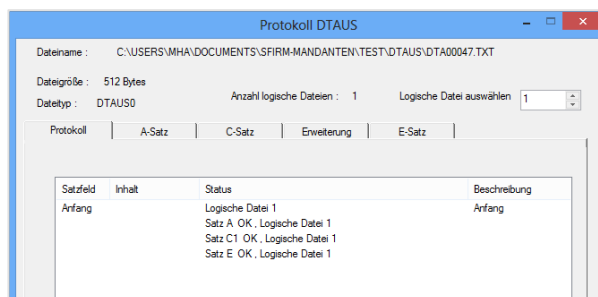 Protokoll DTAUS
Dateiname : C:\USERS\MHA\DOCUMENTS\SFIRM-MANDANTEN\TEST\DTAUS\DTA00047.TXT
Dateigröße : 512 Bytes
Dateityp : DTAUS0 Anzahl logische Dateien : 1 Logische Datei auswählen 1
Protokoll A-Satz C-Satz Erweiterung E-Satz
Satzfeld Inhalt Status Beschreibung
Anfang Logische Datei 1 Anfang
Satz A OK , Logische Datei 1
Satz C1 OK , Logische Datei 1
Satz E OK , Logische Datei 1